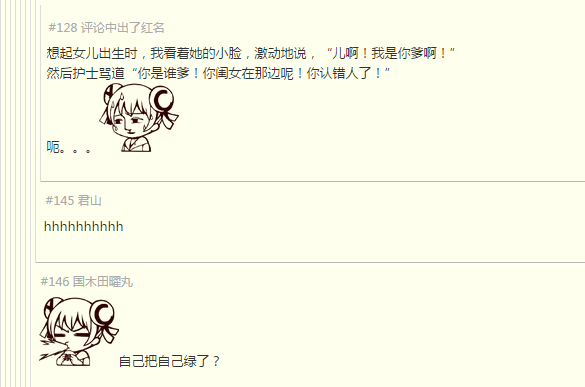 #128 评论中出了红名
想起女儿出生时，我看着她的小脸，激动地说，“儿啊！我是你爹啊！”
然后护士骂道“你是谁爹！你闺女在那边呢！你认错人了！”
呃。。。
#145 君山
hhhhhhhhhh
#146 国木田曜丸
自己把自己绿了？